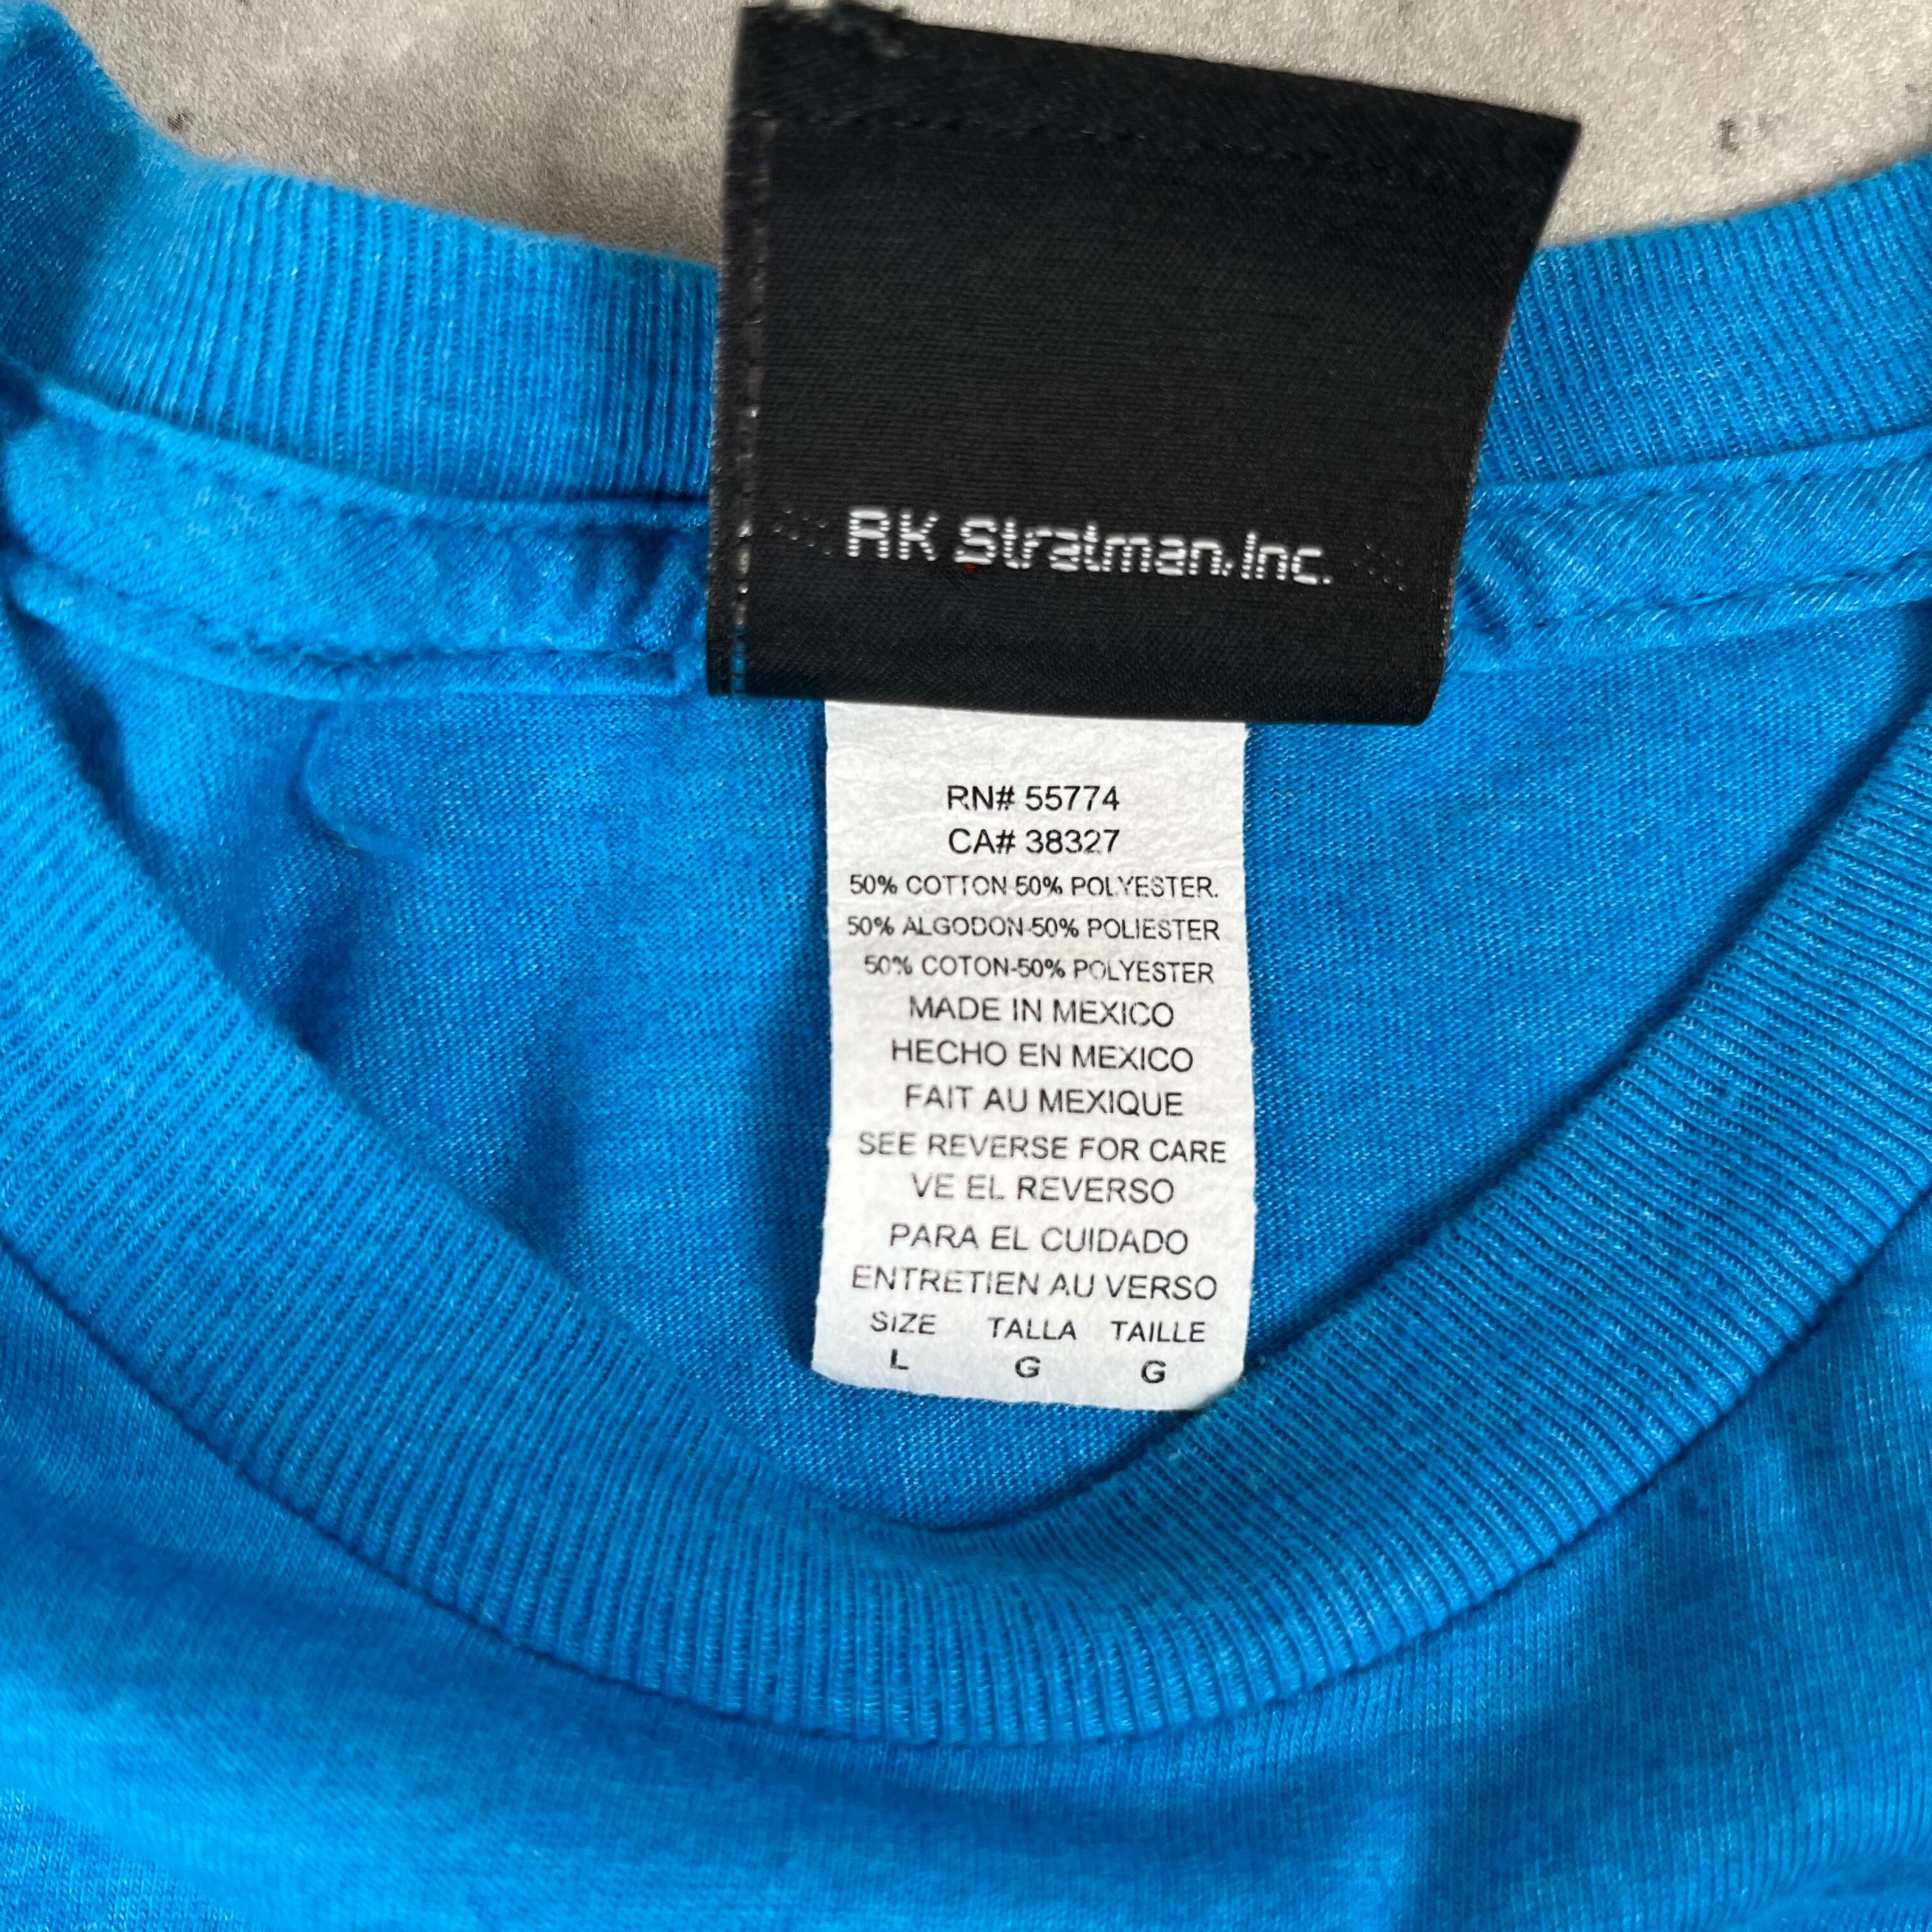 RK Stratman, Inc.
RN# 55774
CA# 38327
50% COTTON-50% POLYESTER.
50% ALGODON-50% POLIESTER
50% COTON-50% POLYESTER
MADE IN MEXICO
HECHO EN MEXICO
FAIT AU MEXIQUE
SEE REVERSE FOR CARE
VE EL REVERSO
PARA EL CUIDADO
ENTRETIEN AU VERSO
SIZE TALLA TAILLE
L G G